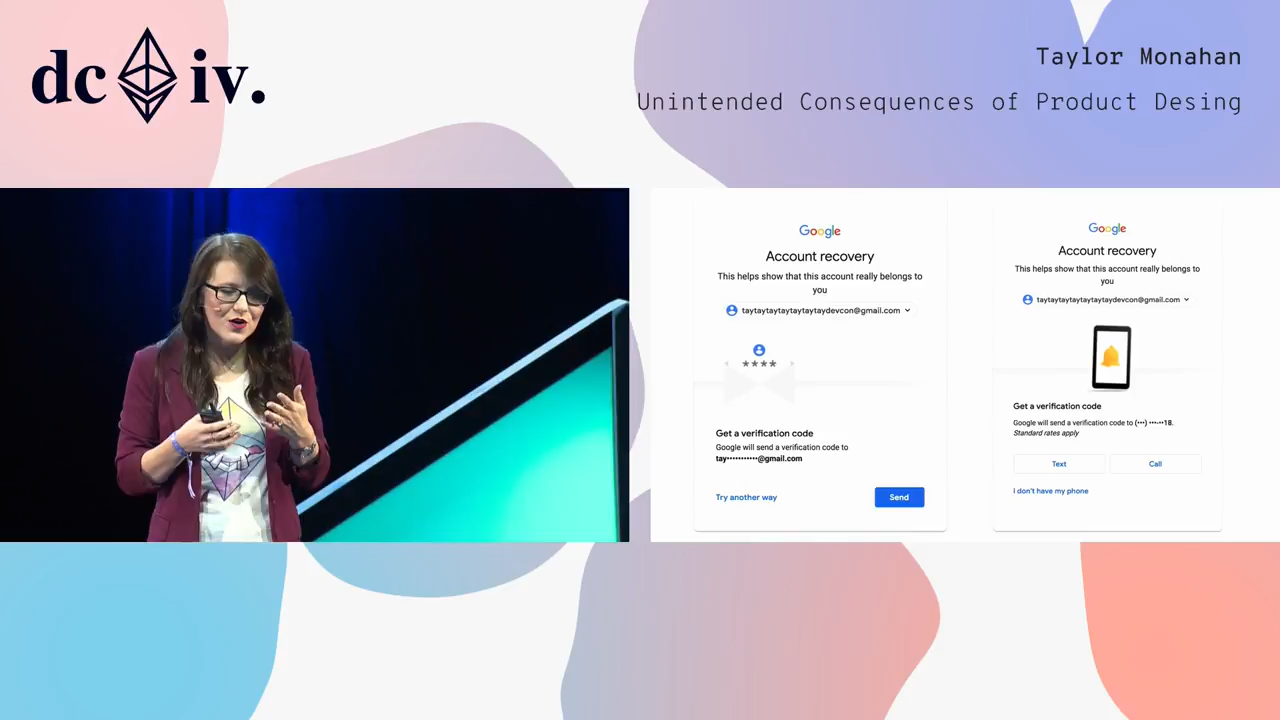 dc iv.
Taylor Monahan
Unintended Consequences of Product Desing
Google
Account recovery
This helps show that this account really belongs to
you
taytaytaytaytaytaytaydevcon@gmail.com
****
Get a verification code
Google will send a verification code to
tay•••••••••••@gmail.com
Try another way
Send
Google
Account recovery
This helps show that this account really belongs to
you
taytaytaytaytaytaytaydevcon@gmail.com
Get a verification code
Google will send a verification code to (•••) •••-••18.
Standard rates apply
Text
Call
I don't have my phone